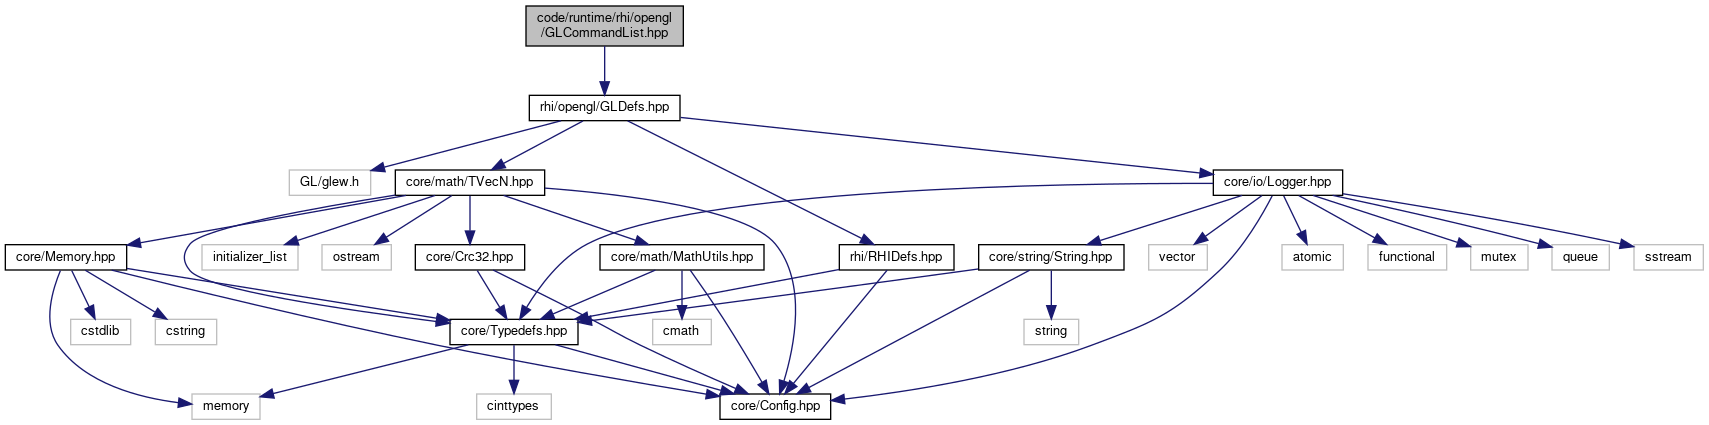 code/runtime/rhi/opengl
/GLCommandList.hpp
rhi/opengl/GLDefs.hpp
GL/glew.h
core/math/TVecN.hpp
core/io/Logger.hpp
core/Memory.hpp
initializer_list
ostream
core/Crc32.hpp
core/math/MathUtils.hpp
rhi/RHIDefs.hpp
core/string/String.hpp
vector
atomic
functional
mutex
queue
sstream
cstdlib
cstring
core/Typedefs.hpp
cmath
string
memory
cinttypes
core/Config.hpp